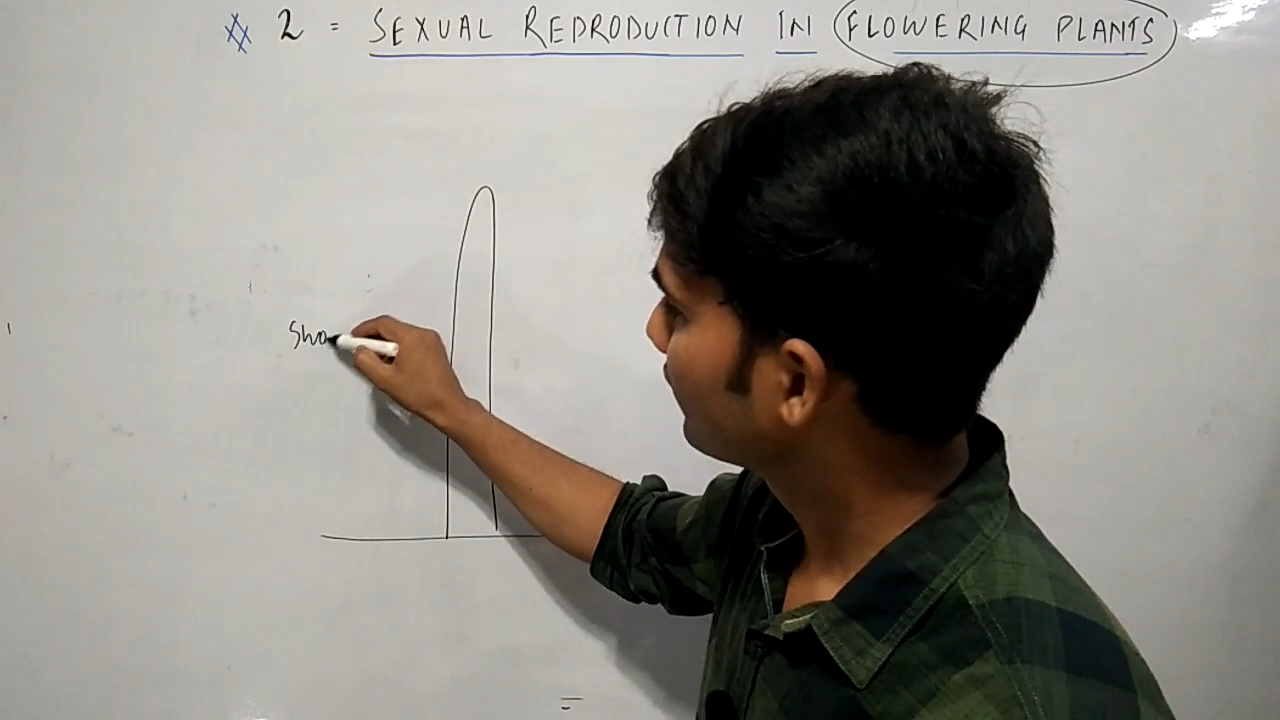 # 2 = SEXUAL REPRODUCTION IN FLOWERING PLANTS
Sho